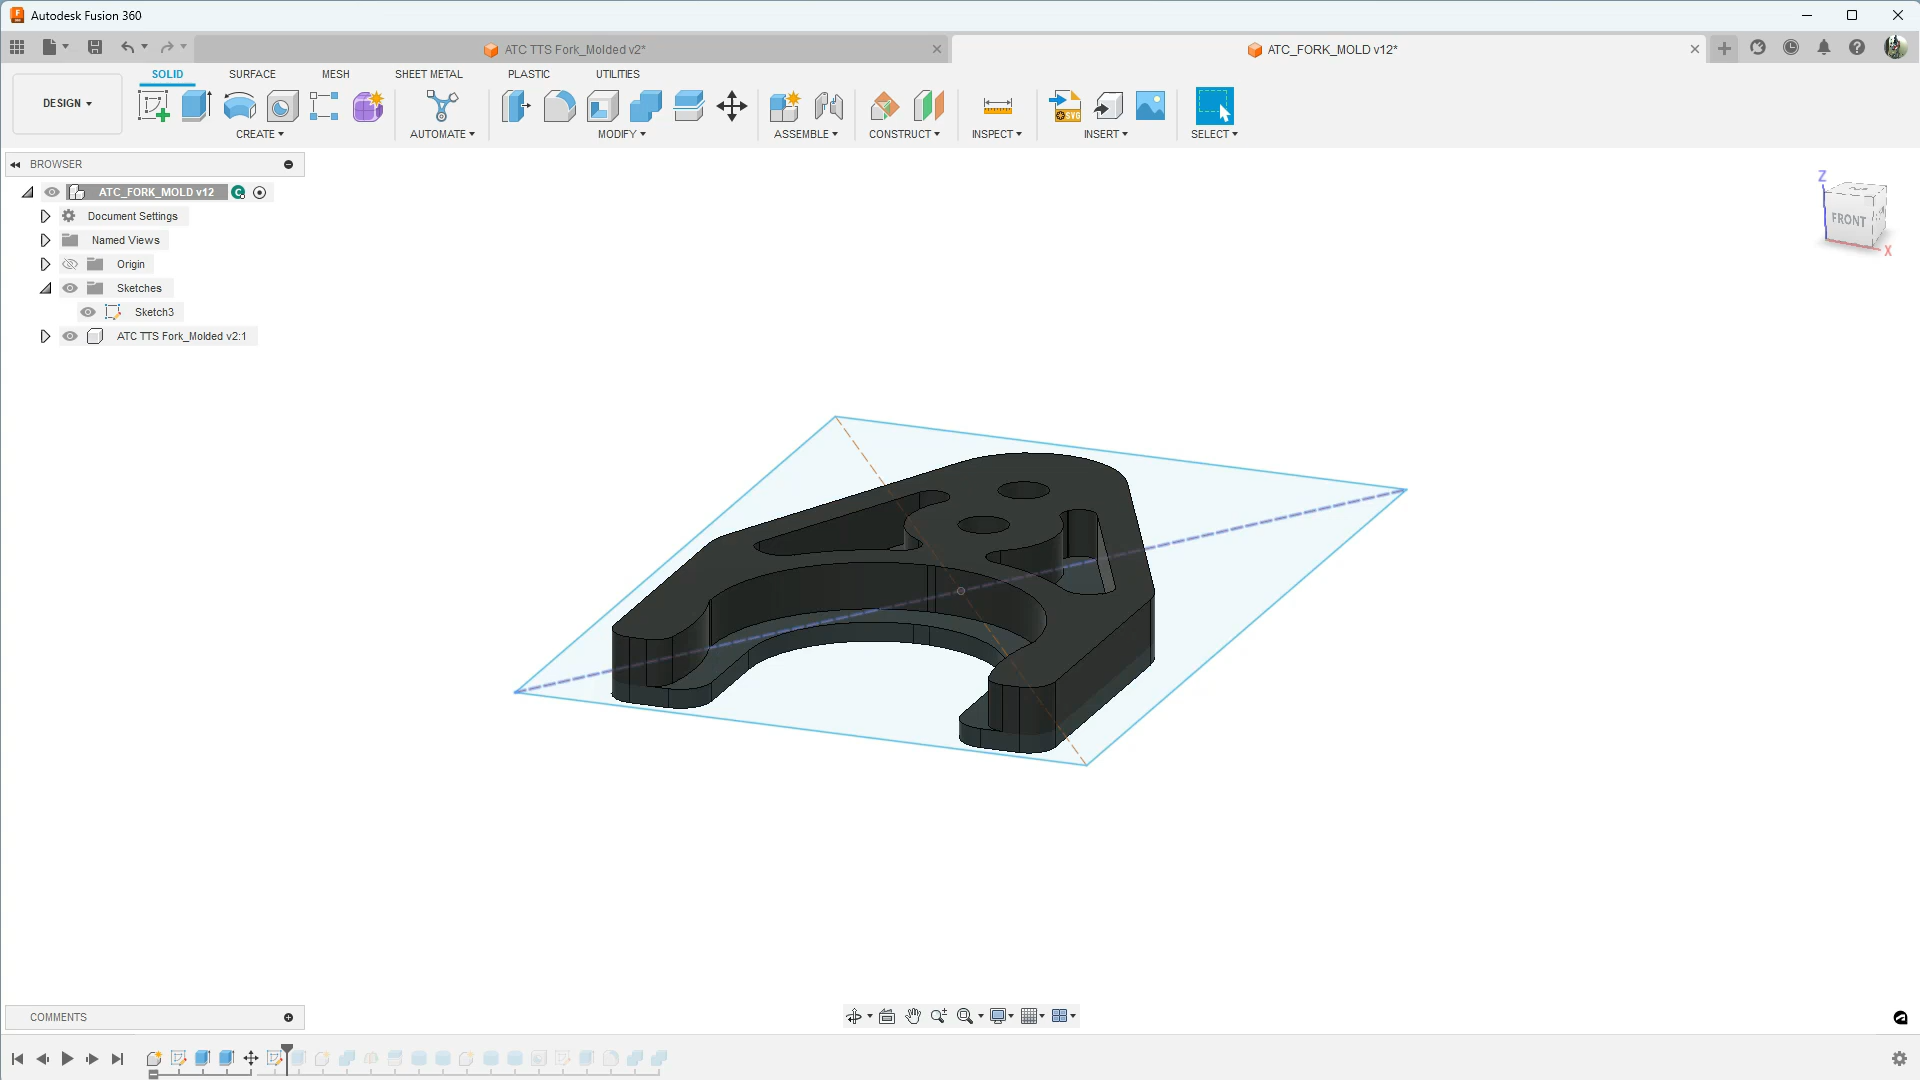 Autodesk Fusion 360
ATC TTS Fork_Molded v2*
ATC_FORK_MOLD v12*
SOLID SURFACE MESH SHEET METAL PLASTIC UTILITIES
DESIGN
SVG
CREATE AUTOMATE MODIFY ASSEMBLE CONSTRUCT INSPECT INSERT SELECT
BROWSER
ATC_FORK_MOLD v12
Document Settings
Named Views
Origin
Sketches
Sketch3
ATC TTS Fork_Molded v2:1
Z
FRONT
X
COMMENTS